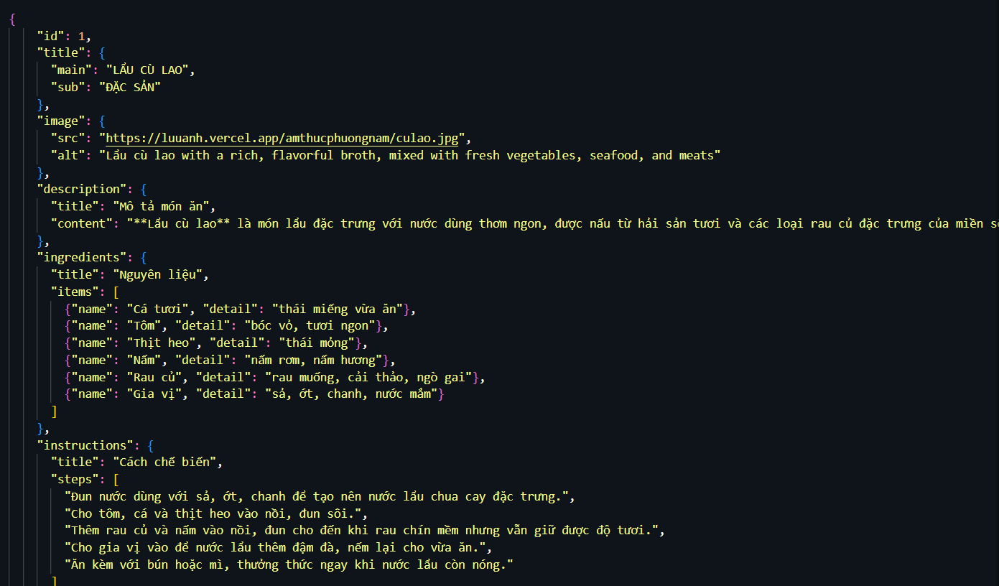 {
"id": 1,
"title": {
"main": "LẨU CÙ LAO",
"sub": "ĐẶC SẢN"
},
"image": {
"src": "https://luuanh.vercel.app/amthucphuongnam/culao.jpg",
"alt": "Lẩu cù lao with a rich, flavorful broth, mixed with fresh vegetables, seafood, and meats"
},
"description": {
"title": "Mô tả món ăn",
"content": "**Lẩu cù lao** là món lẩu đặc trưng với nước dùng thơm ngon, được nấu từ hải sản tươi và các loại rau củ đặc trưng của miền
},
"ingredients": {
"title": "Nguyên liệu",
"items": [
{"name": "Cá tươi", "detail": "thái miếng vừa ăn"},
{"name": "Tôm", "detail": "bóc vỏ, tươi ngon"},
{"name": "Thịt heo", "detail": "thái mỏng"},
{"name": "Nấm", "detail": "nấm rơm, nấm hương"},
{"name": "Rau củ", "detail": "rau muống, cải thảo, ngò gai"},
{"name": "Gia vị", "detail": "sả, ớt, chanh, nước mắm"}
]
},
"instructions": {
"title": "Cách chế biến",
"steps": [
"Đun nước dùng với sả, ớt, chanh để tạo nên nước lẩu chua cay đặc trưng.",
"Cho tôm, cá và thịt heo vào nồi, đun sôi.",
"Thêm rau củ và nấm vào nồi, đun cho đến khi rau chín mềm nhưng vẫn giữ được độ tươi.",
"Cho gia vị vào để nước lẩu thêm đậm đà, nếm lại cho vừa ăn.",
"Ăn kèm với bún hoặc mì, thưởng thức ngay khi nước lẩu còn nóng."
]